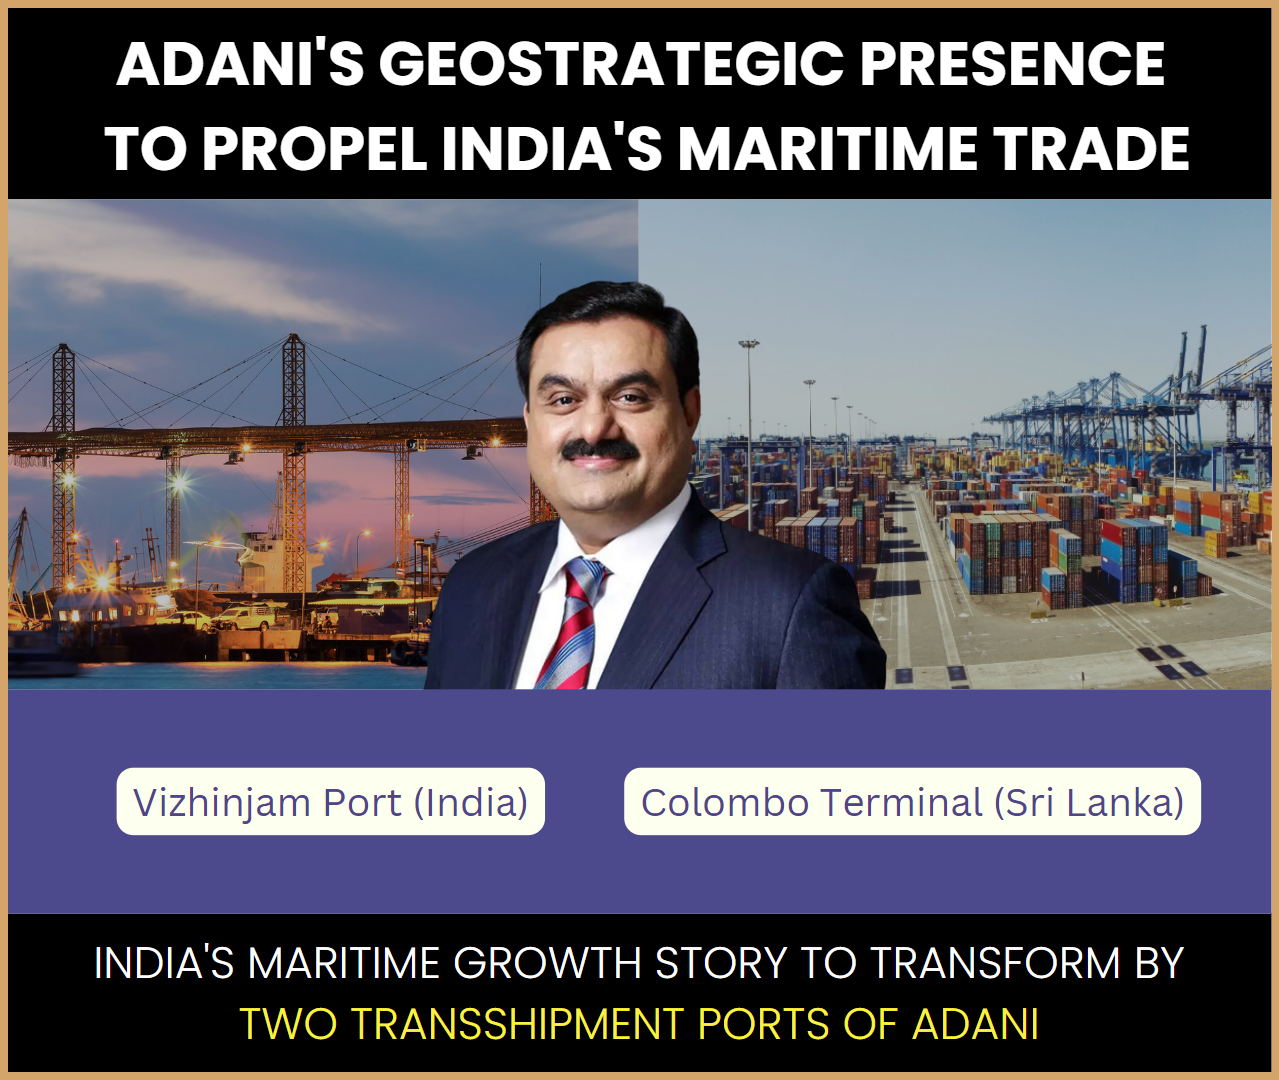 ADANI'S GEOSTRATEGIC PRESENCE
TO PROPEL INDIA'S MARITIME TRADE
Vizhinjam Port (India)
Colombo Terminal (Sri Lanka)
INDIA'S MARITIME GROWTH STORY TO TRANSFORM BY
TWO TRANSSHIPMENT PORTS OF ADANI